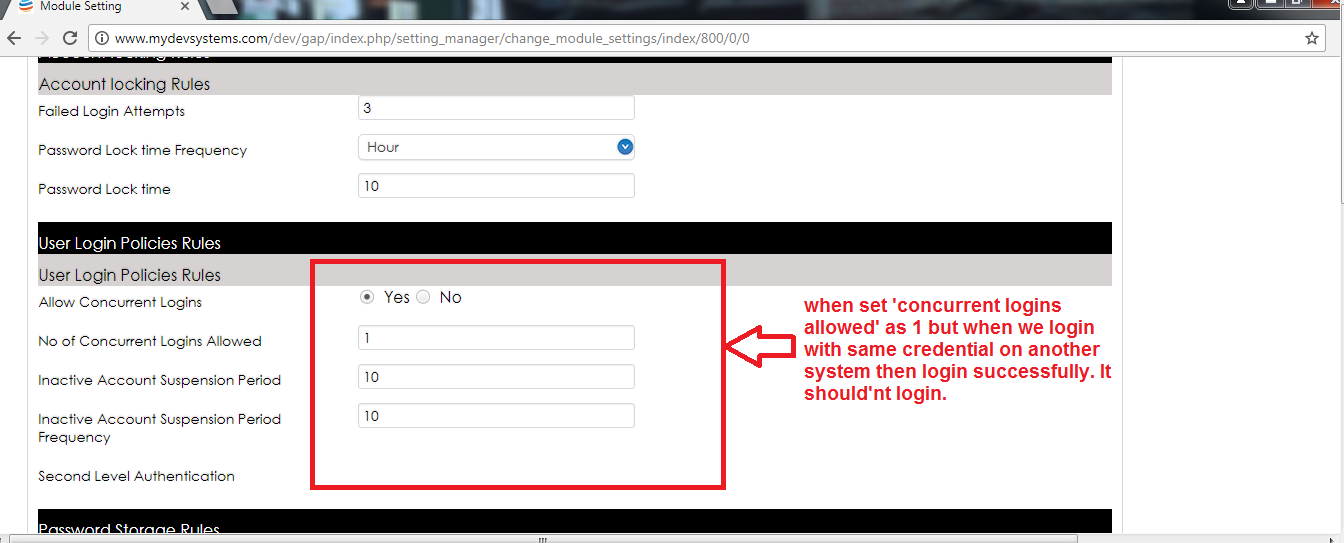 Module Setting
www.mydevsystems.com/dev/gap/index.php/setting_manager/change_module_settings/index/800/0/0
Account locking Rules
Account locking Rules
Failed Login Attempts 3
Password Lock time Frequency Hour
Password Lock time 10
User Login Policies Rules
User Login Policies Rules
Allow Concurrent Logins Yes No
No of Concurrent Logins Allowed 1
Inactive Account Suspension Period 10
Inactive Account Suspension Period 10
Frequency
Second Level Authentication
when set 'concurrent logins
allowed' as 1 but when we login
with same credential on another
system then login successfully. It
should'nt login.
Password Storage Rules